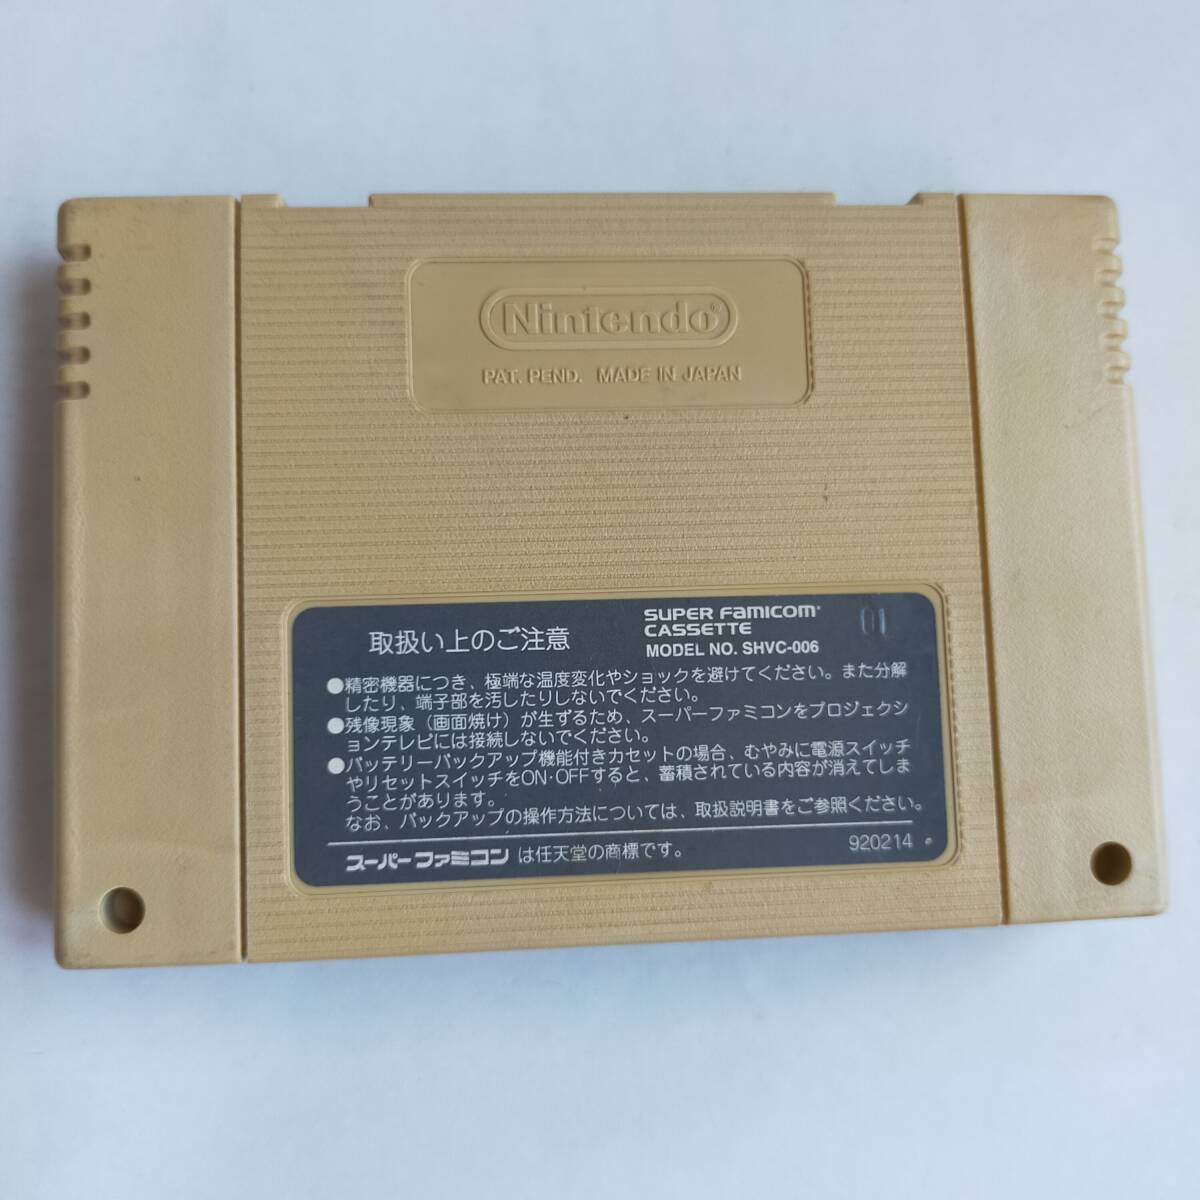 Nintendo®
PAT. PEND. MADE IN JAPAN
取扱い上のご注意
SUPER FAMICOM®
CASSETTE
MODEL NO. SHVC-006
01
●精密機器につき、極端な温度変化やショックを避けてください。また分解
したり、端子部を汚したりしないでください。
●残像現象（画面焼け）が生ずるため、スーパーファミコンをプロジェクシ
ョンテレビには接続しないでください。
●バッテリーバックアップ機能付きカセットの場合、むやみに電源スイッチ
やリセットスイッチをON·OFFすると、蓄積されている内容が消えてしま
うことがあります。
なお、バックアップの操作方法については、取扱説明書をご参照ください。
スーパーファミコン は任天堂の商標です。
920214